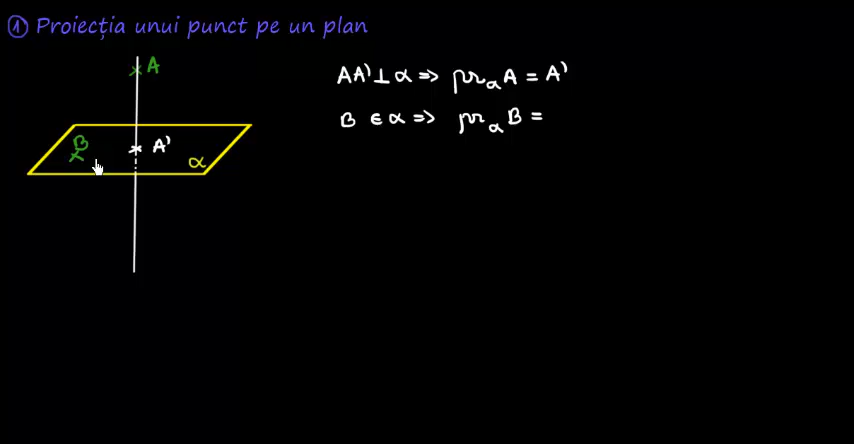 ① Proiecția unui punct pe un plan
A
AA' ⊥ α => pr_α A = A'
B ∈ α => pr_α B =
B
A'
α